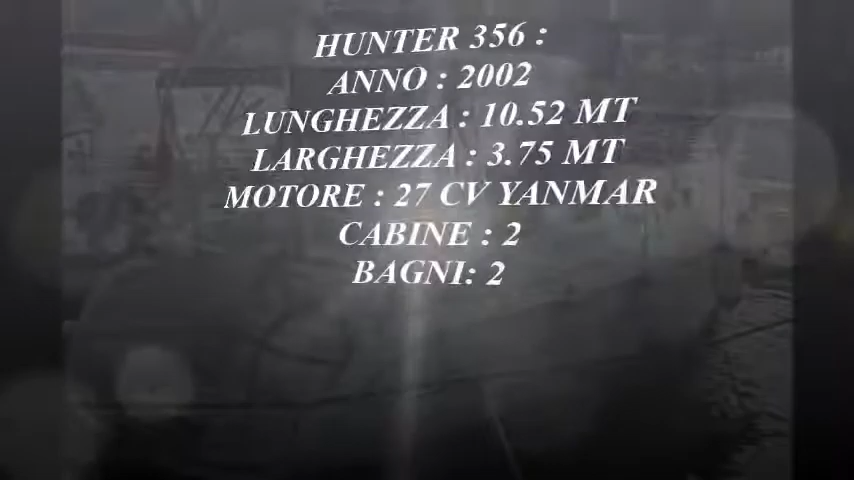 HUNTER 356 :
ANNO : 2002
LUNGHEZZA : 10.52 MT
LARGHEZZA : 3.75 MT
MOTORE : 27 CV YANMAR
CABINE : 2
BAGNI: 2